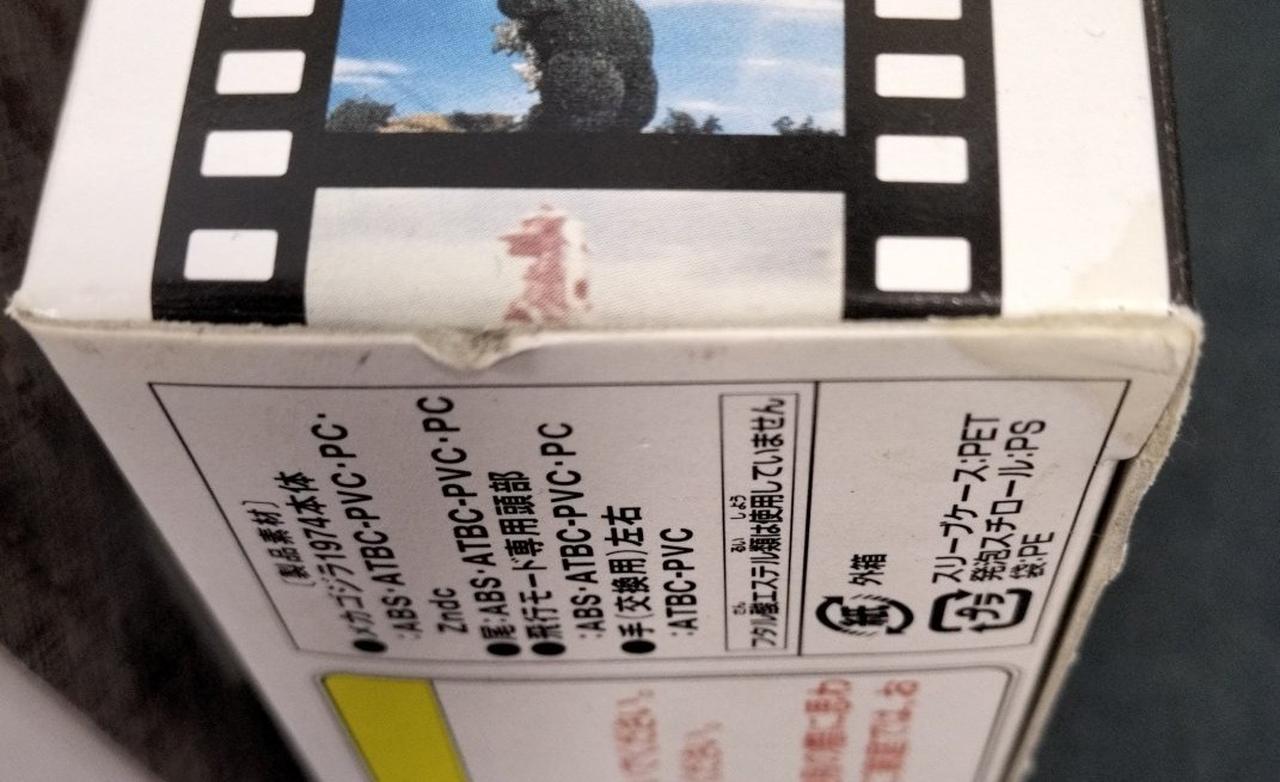 〔製品素材〕
●メカゴジラ1974本体
:ABS・ATBC-PVC・PC・
Zndc
●尾:ABS・ATBC-PVC・PC
●飛行モード専用頭部
:ABS・ATBC-PVC・PC
●手(交換用)左右
:ATBC-PVC
フタル酸エステル類は使用していません
紙 外箱
プラ スリーブケース:PET
発泡スチロール:PS
袋:PE